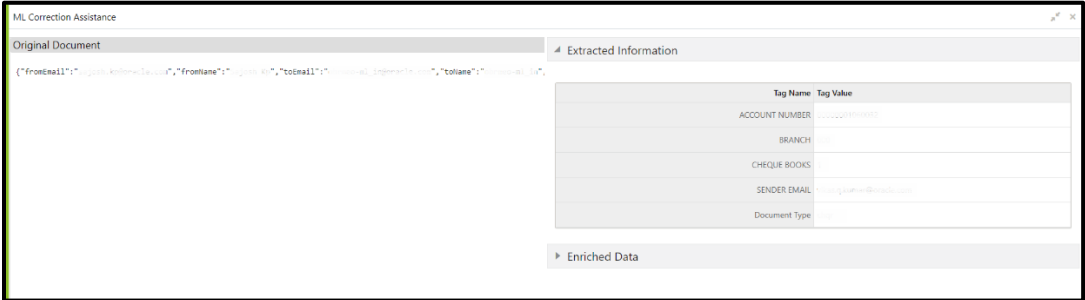 ML Correction Assistance
Original Document
{"fromEmail":" ","fromName":" ","toEmail":" ","toName":" ",
Extracted Information
Tag Name Tag Value
ACCOUNT NUMBER
BRANCH
CHEQUE BOOKS
SENDER EMAIL
Document Type
Enriched Data